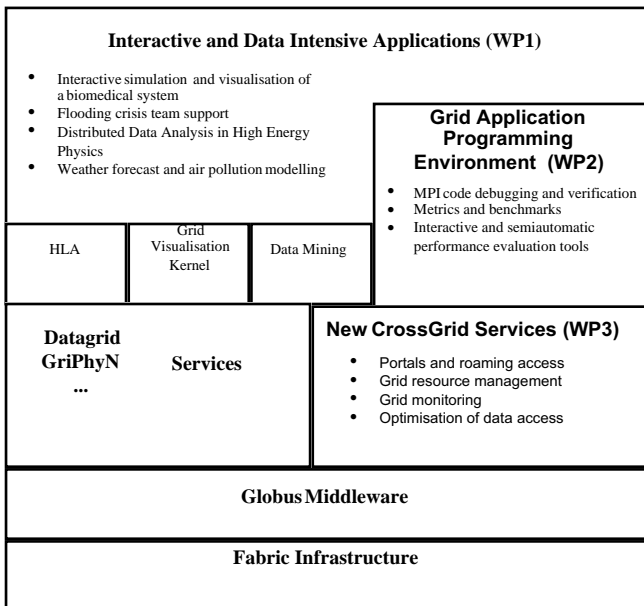 Interactive and Data Intensive Applications (WP1)
• Interactive simulation and visualisation of
a biomedical system
• Flooding crisis team support
• Distributed Data Analysis in High Energy
Physics
• Weather forecast and air pollution modelling
Grid Application
Programming
Environment (WP2)
• MPI code debugging and verification
• Metrics and benchmarks
• Interactive and semiautomatic
performance evaluation tools
HLA
Grid
Visualisation
Kernel
Data Mining
Datagrid
GriPhyN
...
Services
New CrossGrid Services (WP3)
• Portals and roaming access
• Grid resource management
• Grid monitoring
• Optimisation of data access
Globus Middleware
Fabric Infrastructure